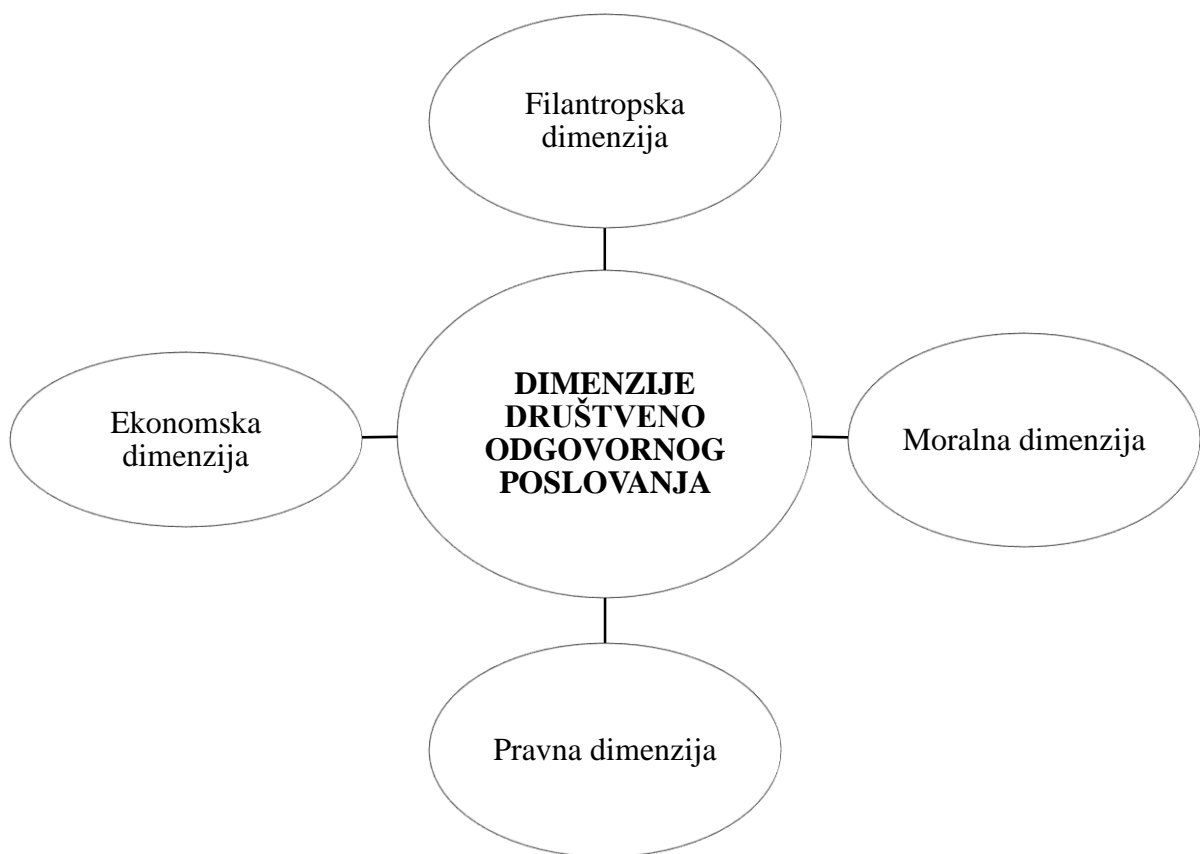 Filantropska
dimenzija
DIMENZIJE
DRUŠTVENO
ODGOVORNOG
POSLOVANJA
Ekonomska
dimenzija
Moralna dimenzija
Pravna dimenzija